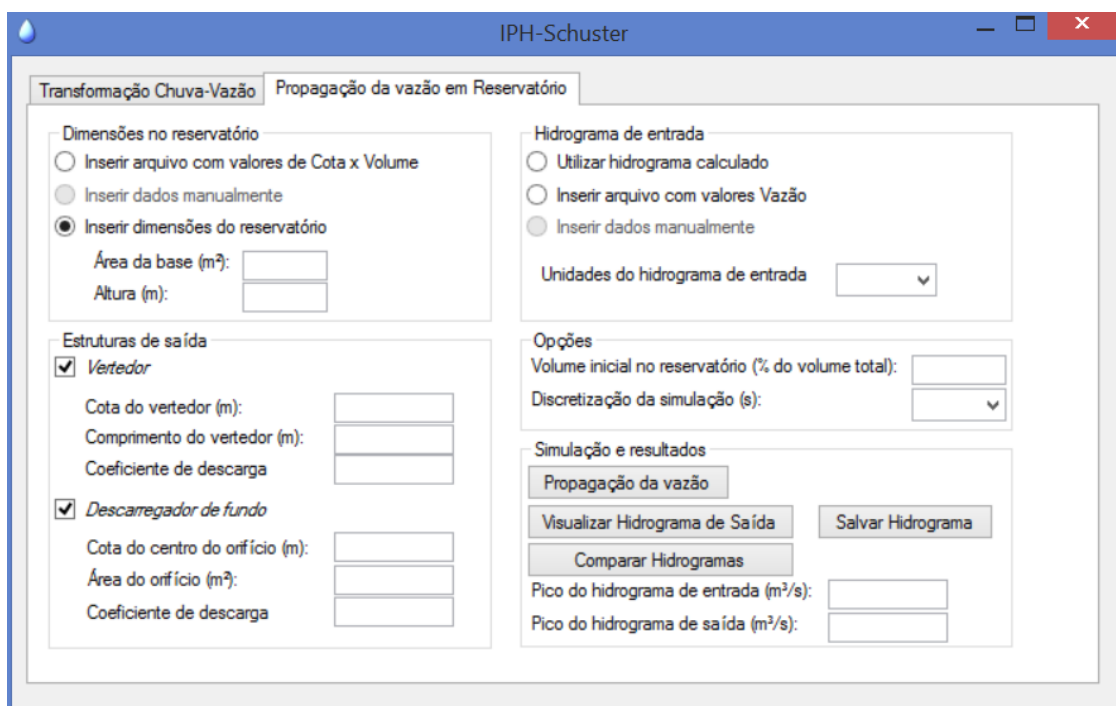 IPH-Schuster
Transformação Chuva-Vazão
Propagação da vazão em Reservatório
Dimensões no reservatório
Inserir arquivo com valores de Cota x Volume
Inserir dados manualmente
Inserir dimensões do reservatório
Área da base (m²):
Altura (m):
Estruturas de saída
Vertedor
Cota do vertedor (m):
Comprimento do vertedor (m):
Coeficiente de descarga
Descarregador de fundo
Cota do centro do orifício (m):
Área do orifício (m²):
Coeficiente de descarga
Hidrograma de entrada
Utilizar hidrograma calculado
Inserir arquivo com valores Vazão
Inserir dados manualmente
Unidades do hidrograma de entrada
Opções
Volume inicial no reservatório (% do volume total):
Discretização da simulação (s):
Simulação e resultados
Propagação da vazão
Visualizar Hidrograma de Saída
Salvar Hidrograma
Comparar Hidrogramas
Pico do hidrograma de entrada (m³/s):
Pico do hidrograma de saída (m³/s):